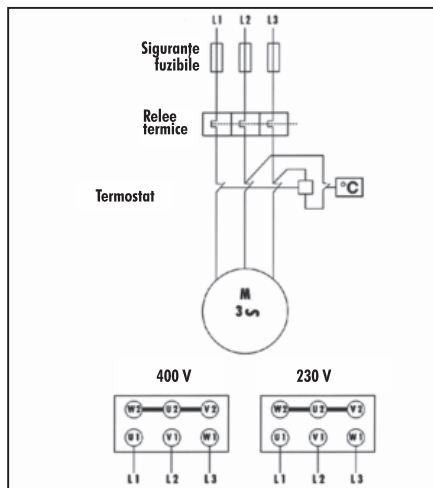 L1 L2 L3
Sigurante
fuzibile
Relee
termice
Termostat
°C
M
3
400 V 230 V
W2 U2 V2 W2 U2 V2
U1 V1 W1 U1 V1 W1
L1 L2 L3 L1 L2 L3